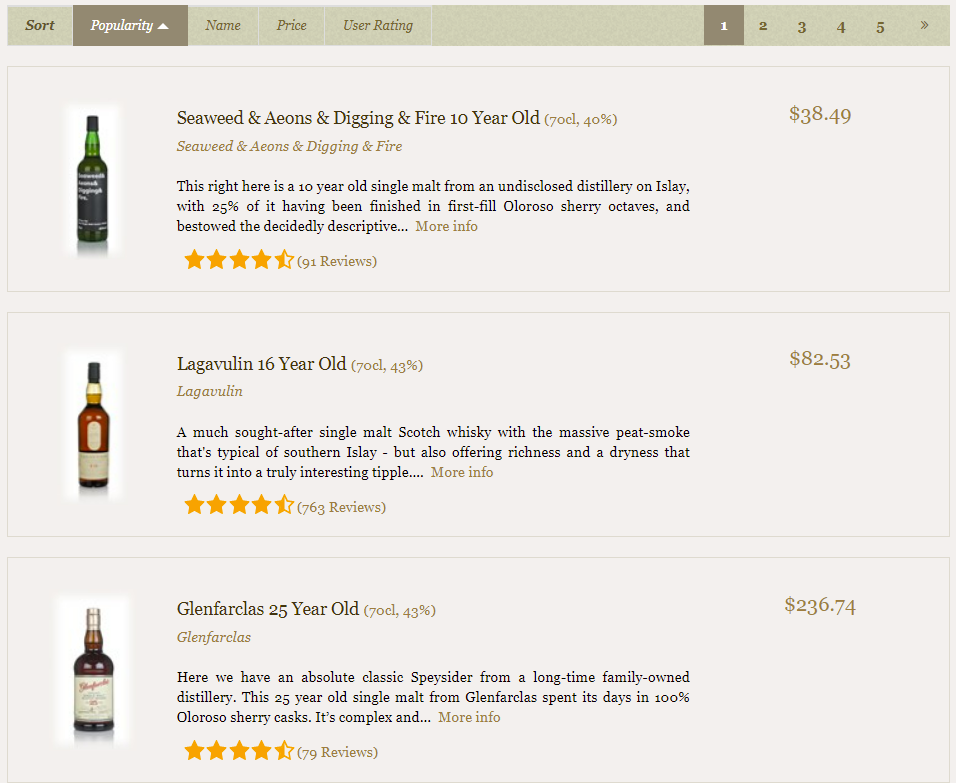 Sort Popularity Name Price User Rating 1 2 3 4 5 »
Seaweed & Aeons & Digging & Fire 10 Year Old (70cl, 40%) $38.49
Seaweed & Aeons & Digging & Fire
Seaweed&
Aeons&
Digging&
Fire.
This right here is a 10 year old single malt from an undisclosed distillery on Islay,
with 25% of it having been finished in first-fill Oloroso sherry octaves, and
bestowed the decidedly descriptive... More info
(91 Reviews)
Lagavulin 16 Year Old (70cl, 43%) $82.53
Lagavulin
A much sought-after single malt Scotch whisky with the massive peat-smoke
that's typical of southern Islay - but also offering richness and a dryness that
turns it into a truly interesting tipple.... More info
(763 Reviews)
Glenfarclas 25 Year Old (70cl, 43%) $236.74
Glenfarclas
Glenfarclas
25
Here we have an absolute classic Speysider from a long-time family-owned
distillery. This 25 year old single malt from Glenfarclas spent its days in 100%
Oloroso sherry casks. It’s complex and... More info
(79 Reviews)